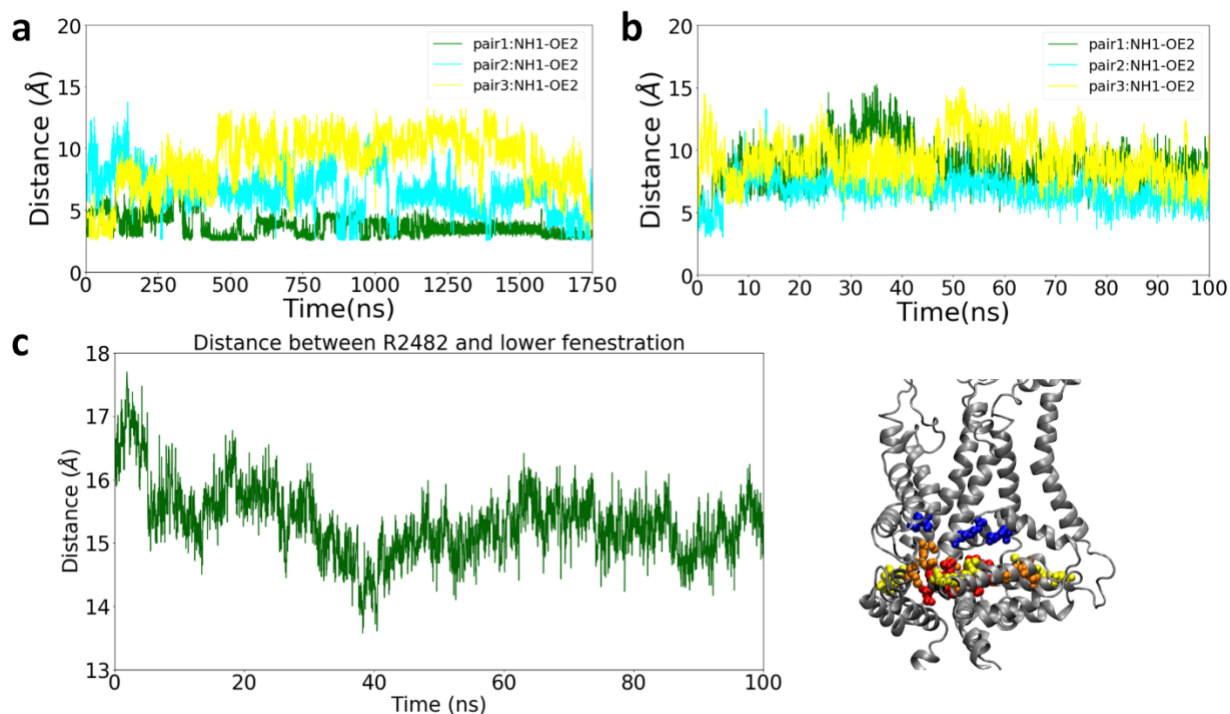 a
20
15
10
5
0
Distance (Å)
pair1:NH1-OE2
pair2:NH1-OE2
pair3:NH1-OE2
0 250 500 750 1000 1250 1500 1750
Time(ns)
b
20
15
10
5
0
Distance (Å)
pair1:NH1-OE2
pair2:NH1-OE2
pair3:NH1-OE2
0 10 20 30 40 50 60 70 80 90 100
Time(ns)
c
Distance between R2482 and lower fenestration
18
17
16
15
14
13
Distance (Å)
0 20 40 60 80 100
Time (ns)